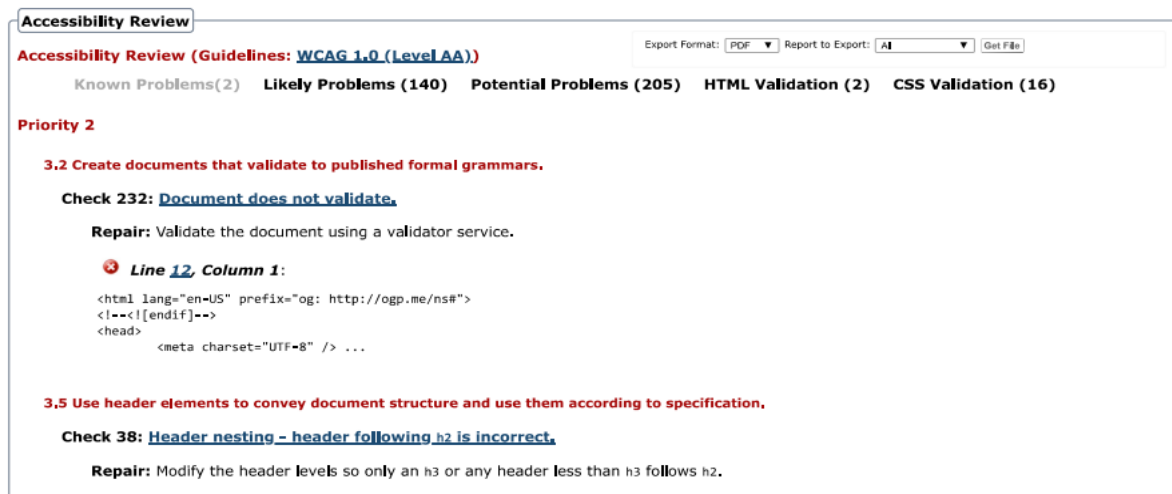 Accessibility Review
Accessibility Review (Guidelines: WCAG 1.0 (Level AA))
Export Format: PDF ▼ Report to Export: All ▼ Get File
Known Problems(2) Likely Problems (140) Potential Problems (205) HTML Validation (2) CSS Validation (16)
Priority 2
3.2 Create documents that validate to published formal grammars.
Check 232: Document does not validate.
Repair: Validate the document using a validator service.
Line 12, Column 1:
<html lang="en-US" prefix="og: http://ogp.me/ns#">
<!--<![endif]-->
<head>
<meta charset="UTF-8" /> ...
3.5 Use header elements to convey document structure and use them according to specification.
Check 38: Header nesting - header following h2 is incorrect.
Repair: Modify the header levels so only an h3 or any header less than h3 follows h2.